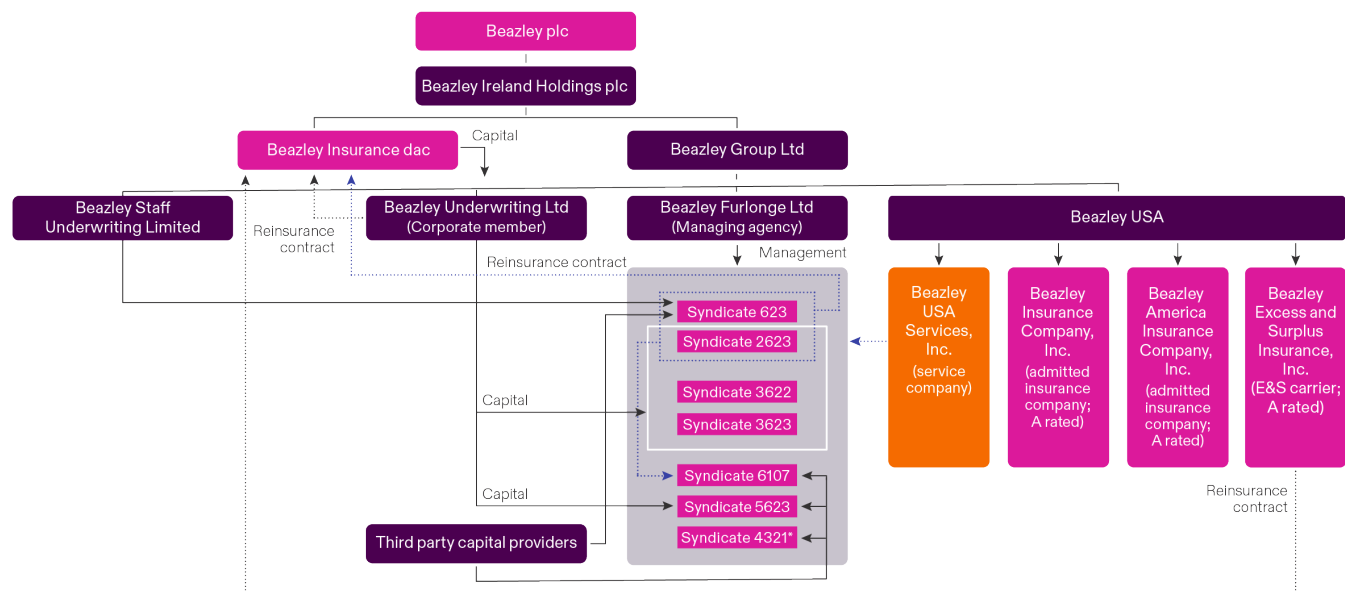 Beazley plc
Beazley Ireland Holdings plc
Beazley Insurance dac
Capital
Beazley Group Ltd
Beazley Staff
Underwriting Limited
Beazley Underwriting Ltd
(Corporate member)
Beazley Furlonge Ltd
(Managing agency)
Beazley USA
Reinsurance
contract
Reinsurance contract
Management
Syndicate 623
Syndicate 2623
Syndicate 3622
Syndicate 3623
Syndicate 6107
Syndicate 5623
Syndicate 4321*
Capital
Capital
Third party capital providers
Beazley
USA
Services,
Inc.
(service
company)
Beazley
Insurance
Company,
Inc.
(admitted
insurance
company;
A rated)
Beazley
America
Insurance
Company,
Inc.
(admitted
insurance
company;
A rated)
Beazley
Excess and
Surplus
Insurance,
Inc.
(E&S carrier;
A rated)
Reinsurance
contract